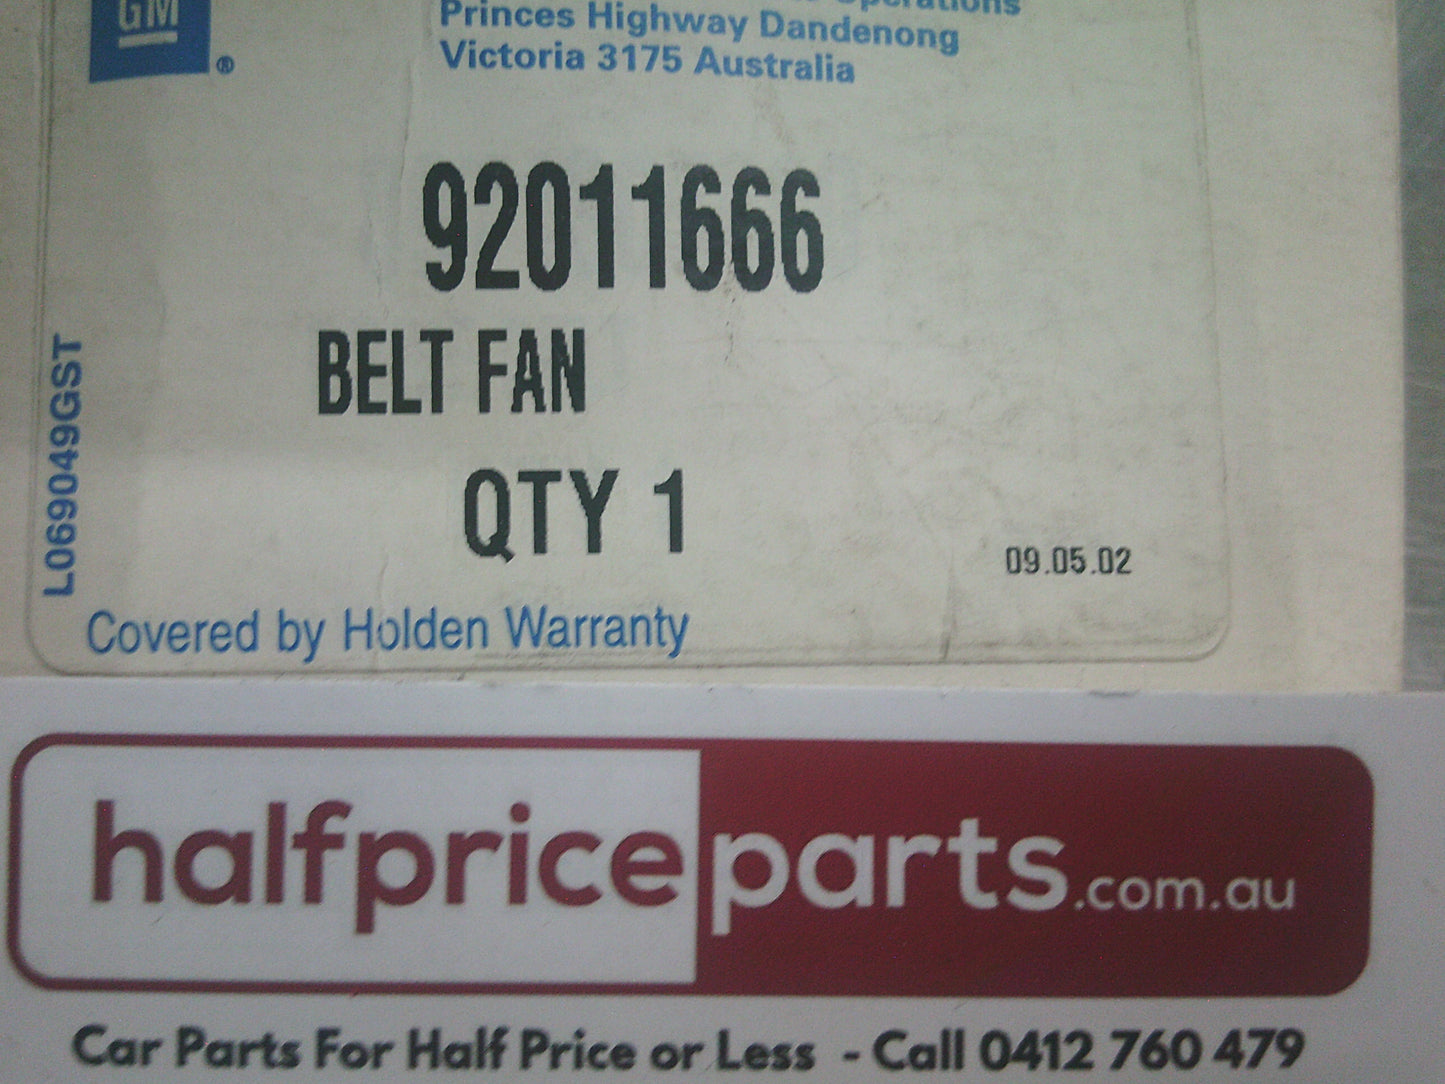 GM
®
Operations
Princes Highway Dandenong
Victoria 3175 Australia
92011666
BELT FAN
QTY 1
09.05.02
L069049GST
Covered by Holden Warranty
halfpriceparts.com.au
Car Parts For Half Price or Less - Call 0412 760 479